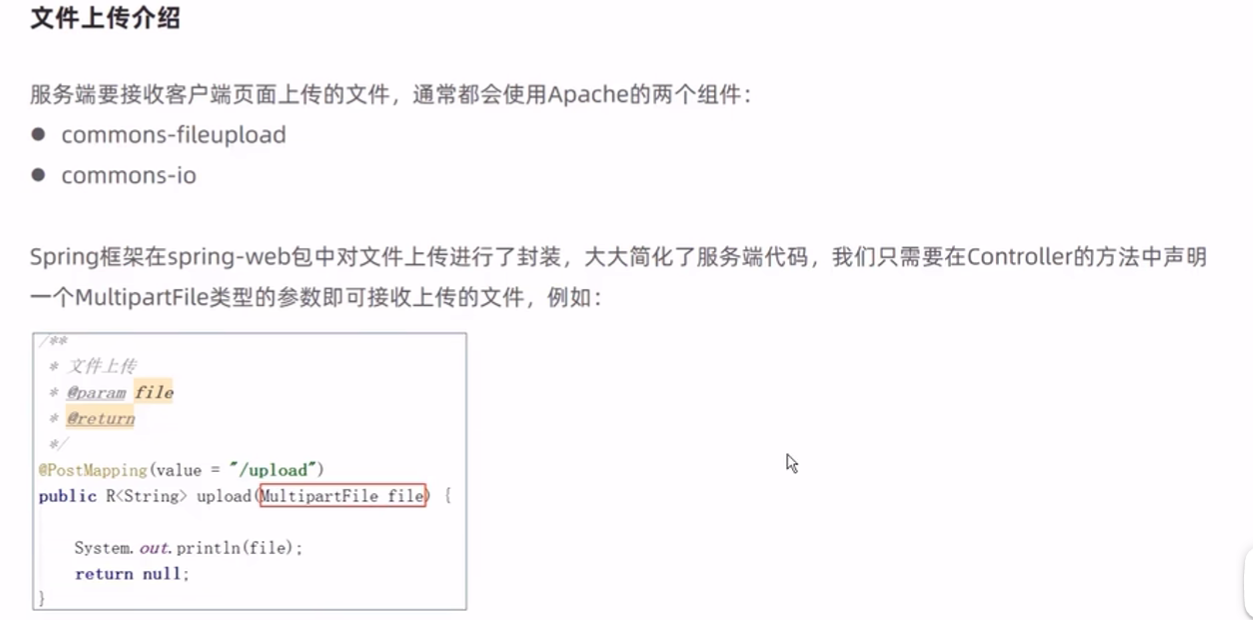 文件上传介绍
服务端要接收客户端页面上传的文件，通常都会使用Apache的两个组件：
● commons-fileupload
● commons-io
Spring框架在spring-web包中对文件上传进行了封装，大大简化了服务端代码，我们只需要在Controller的方法中声明
一个MultipartFile类型的参数即可接收上传的文件，例如：
/**
* 文件上传
* @param file
* @return
*/
@PostMapping(value = "/upload")
public R<String> upload(MultipartFile file) {
System.out.println(file);
return null;
}